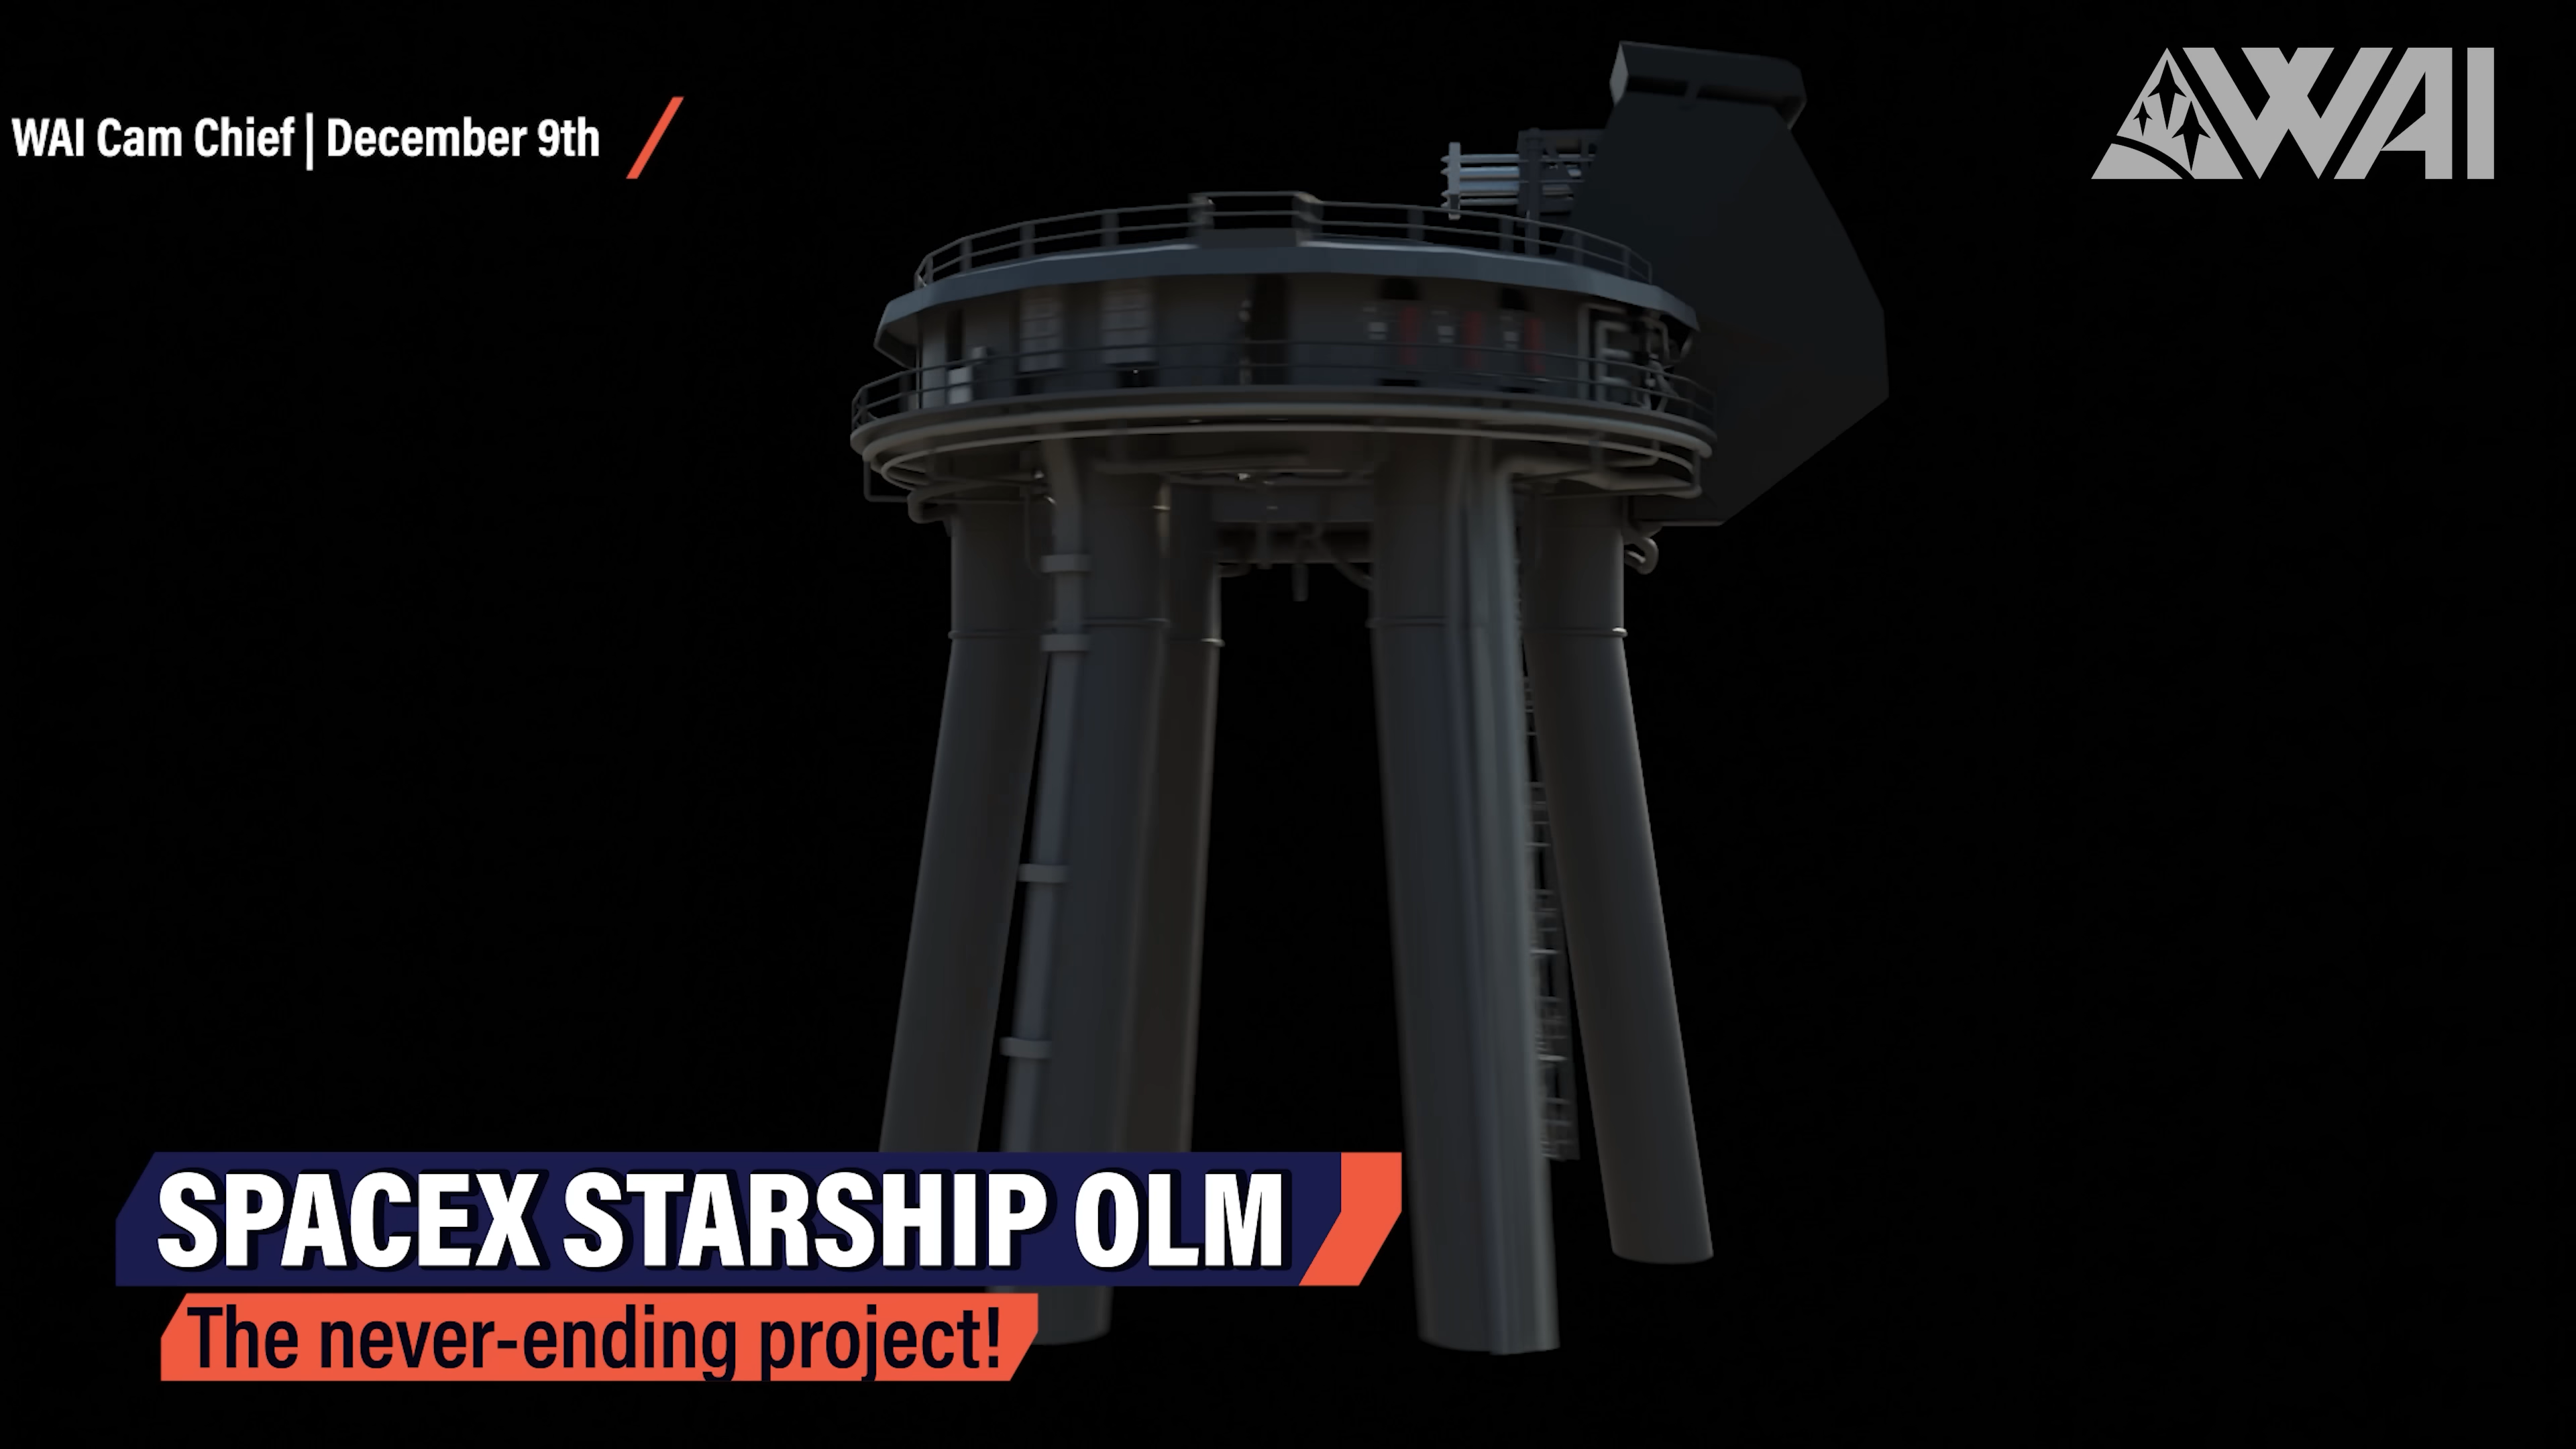 WAI Cam Chief | December 9th
WAI
SPACEX STARSHIP OLM
The never-ending project!